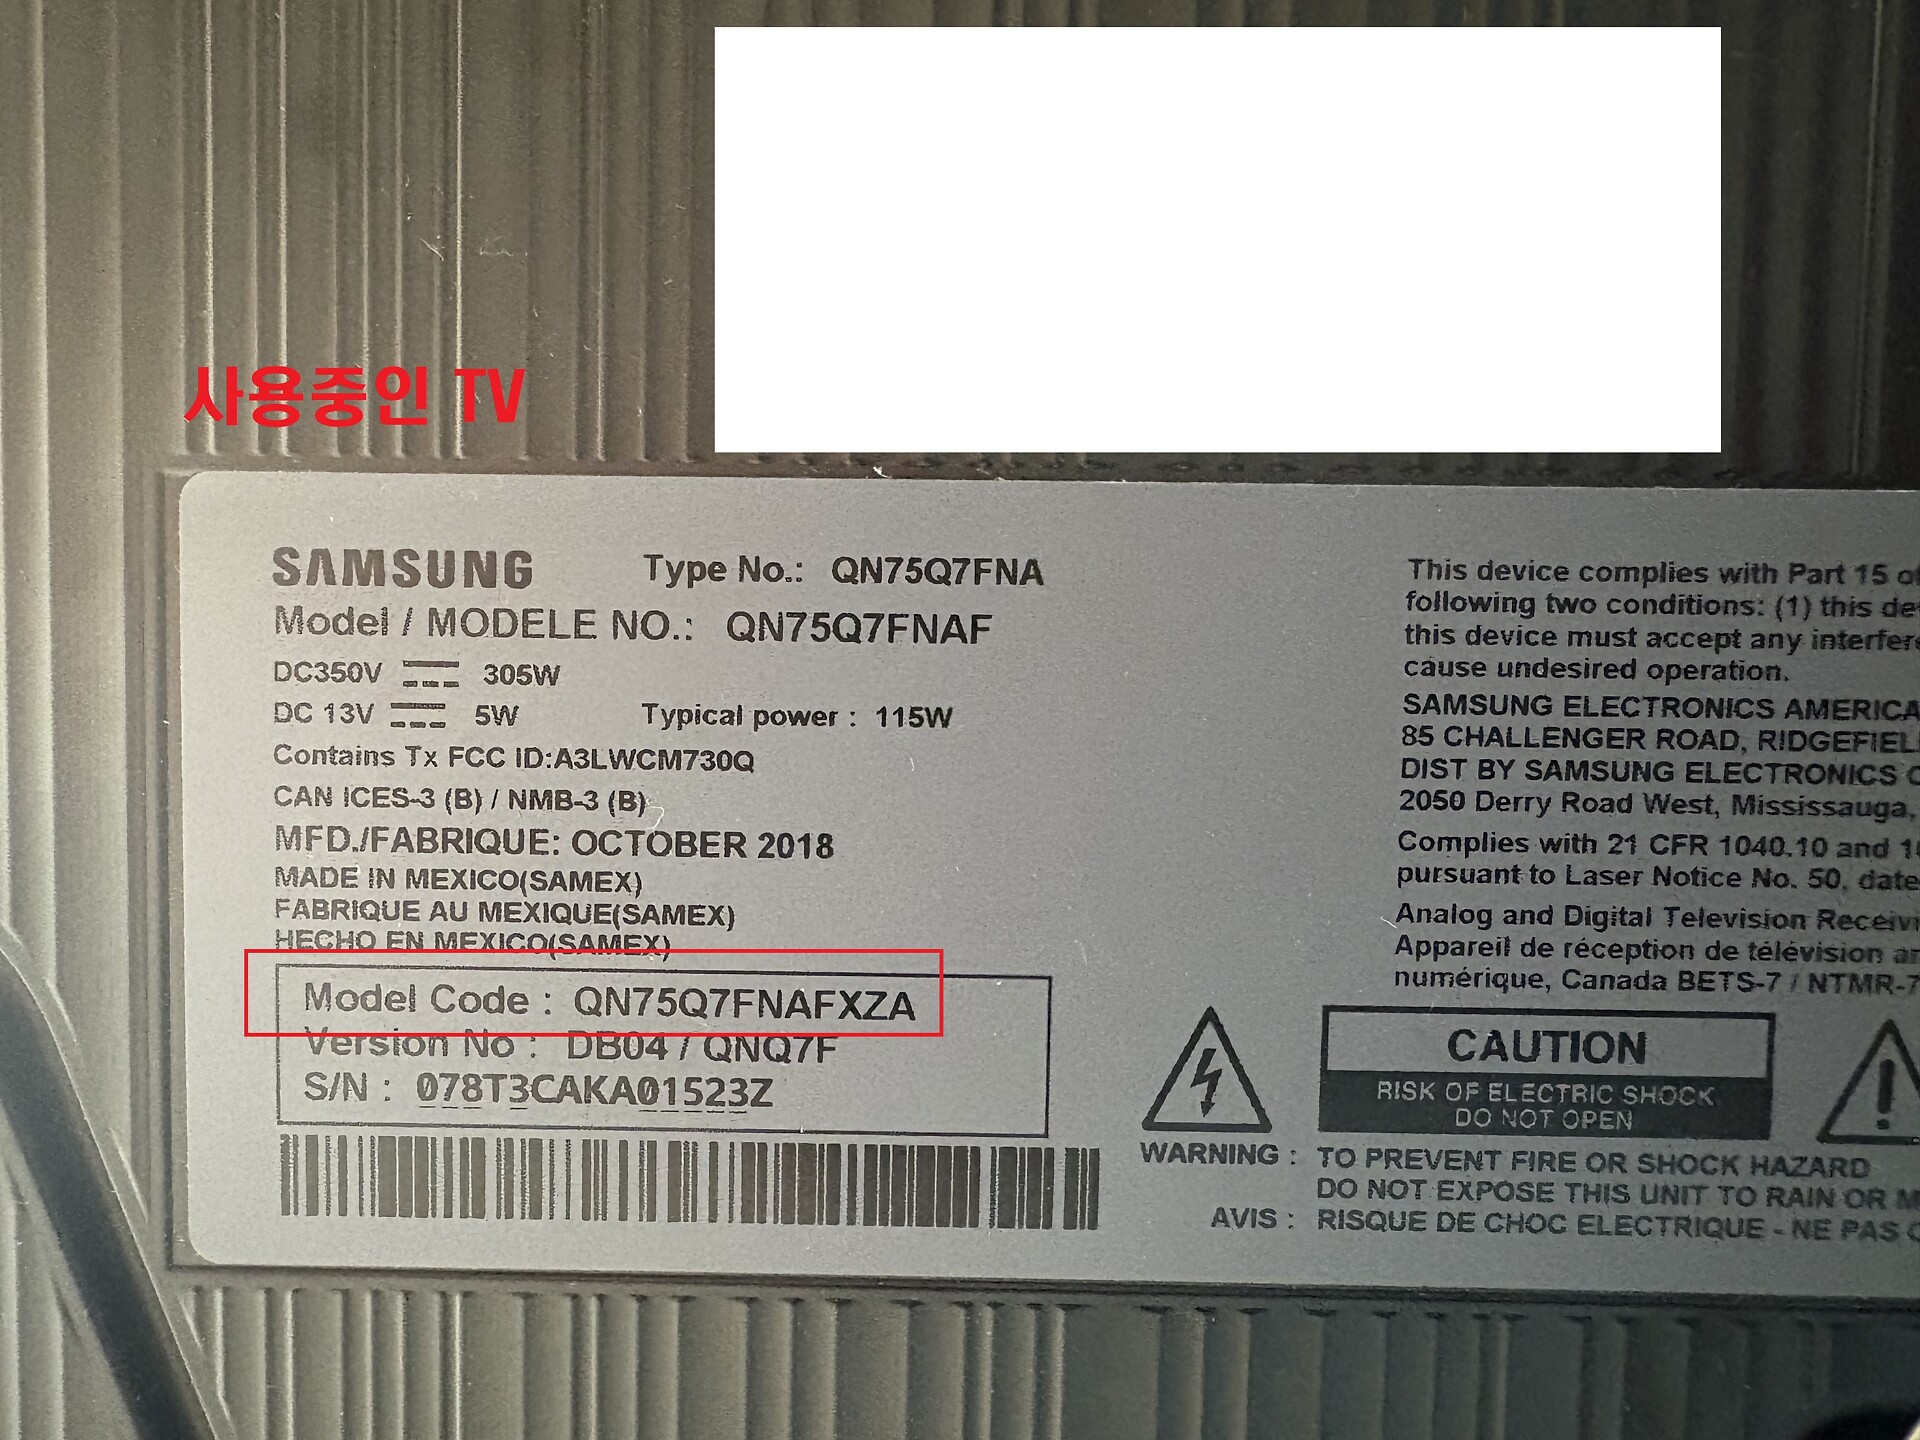 사용중인 TV
SAMSUNG Type No.: QN75Q7FNA
Model / MODELE NO.: QN75Q7FNAF
DC350V 305W
DC 13V 5W Typical power : 115W
Contains Tx FCC ID:A3LWCM730Q
CAN ICES-3 (B) / NMB-3 (B)
MFD./FABRIQUE: OCTOBER 2018
MADE IN MEXICO(SAMEX)
FABRIQUE AU MEXIQUE(SAMEX)
HECHO EN MEXICO(SAMEX)
Model Code : QN75Q7FNAFXZA
Version No : DB04 / QNQ7F
S/N : 078T3CAKA01523Z
This device complies with Part 15
following two conditions: (1) this
this device must accept any
cause undesired operation.
SAMSUNG ELECTRONICS AMERICA
85 CHALLENGER ROAD,
DIST BY SAMSUNG ELECTRONICS
2050 Derry Road West, Mississauga,
Complies with 21 CFR 1040.10 and
pursuant to Laser Notice No. 50,
Analog and Digital Television
Appareil de réception de télévision
numérique, Canada BETS-7 / NTMR-7
CAUTION
RISK OF ELECTRIC SHOCK
DO NOT OPEN
WARNING : TO PREVENT FIRE OR SHOCK HAZARD
DO NOT EXPOSE THIS UNIT TO RAIN OR
AVIS : RISQUE DE CHOC ELECTRIQUE - NE PAS